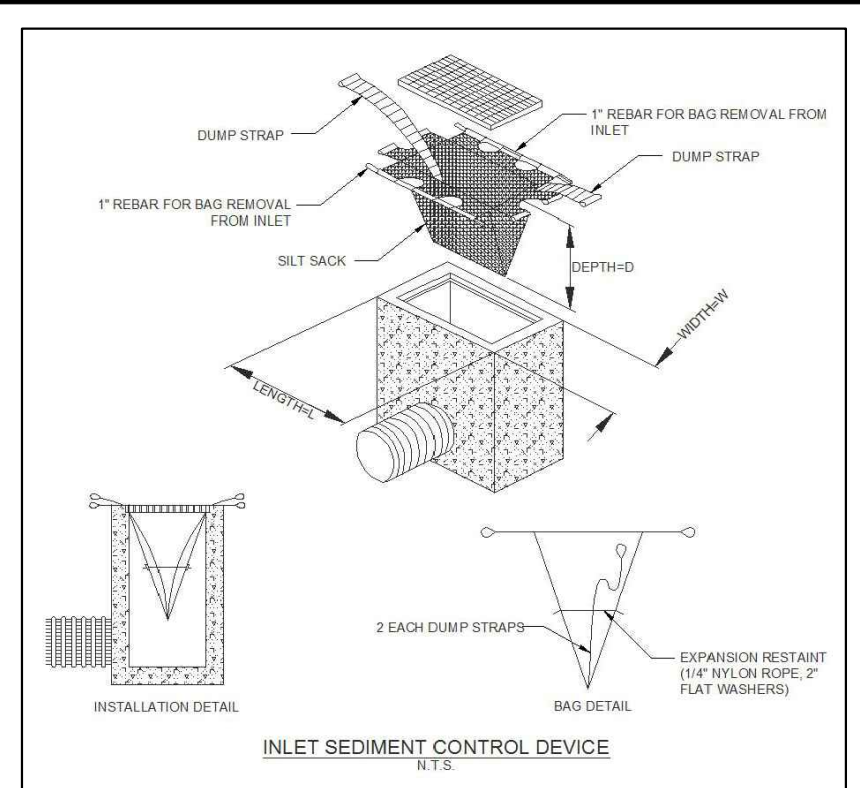 DUMP STRAP
1" REBAR FOR BAG REMOVAL FROM
INLET
DUMP STRAP
1" REBAR FOR BAG REMOVAL
FROM INLET
SILT SACK
DEPTH=D
WIDTH=W
LENGTH=L
2 EACH DUMP STRAPS
EXPANSION RESTAINT
(1/4" NYLON ROPE, 2"
FLAT WASHERS)
INSTALLATION DETAIL
BAG DETAIL
INLET SEDIMENT CONTROL DEVICE
N.T.S.